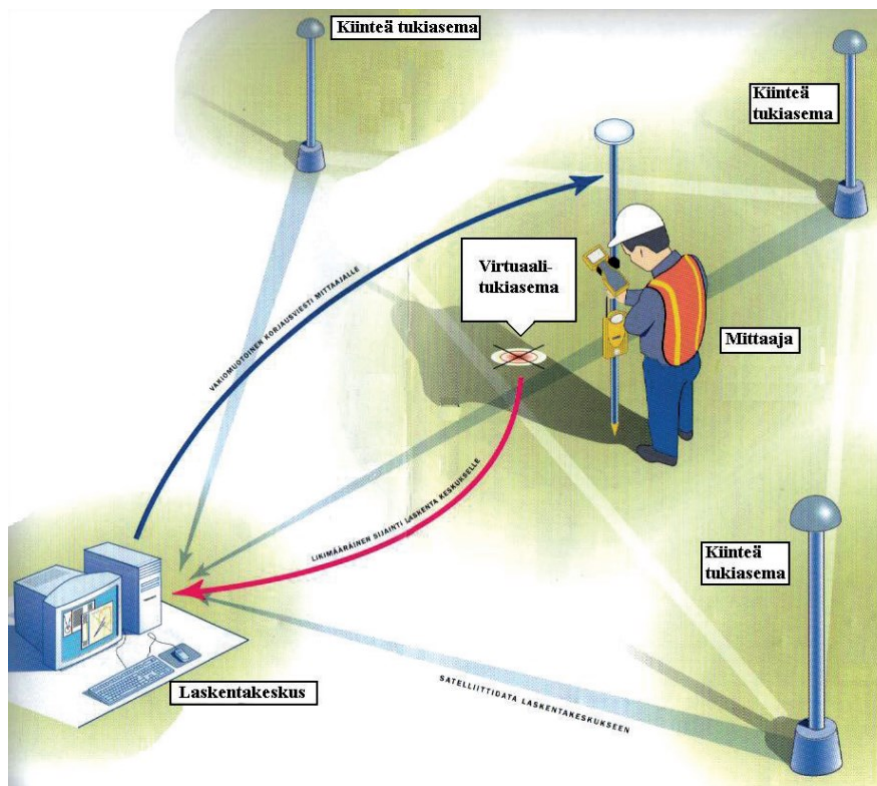 Kiinteä tukiasema
Kiinteä
tukiasema
VAKIOMUOTOINEN KORJAUSVIESTI MITTAAJALLE
Virtuaali-
tukiasema
Mittaaja
LIKIMÄÄRÄINEN SIJAINTI LASKENTA KESKUKSELLE
Kiinteä
tukiasema
Laskentakeskus
SATELLIITTIDATA LASKENTAKESKUKSEEN